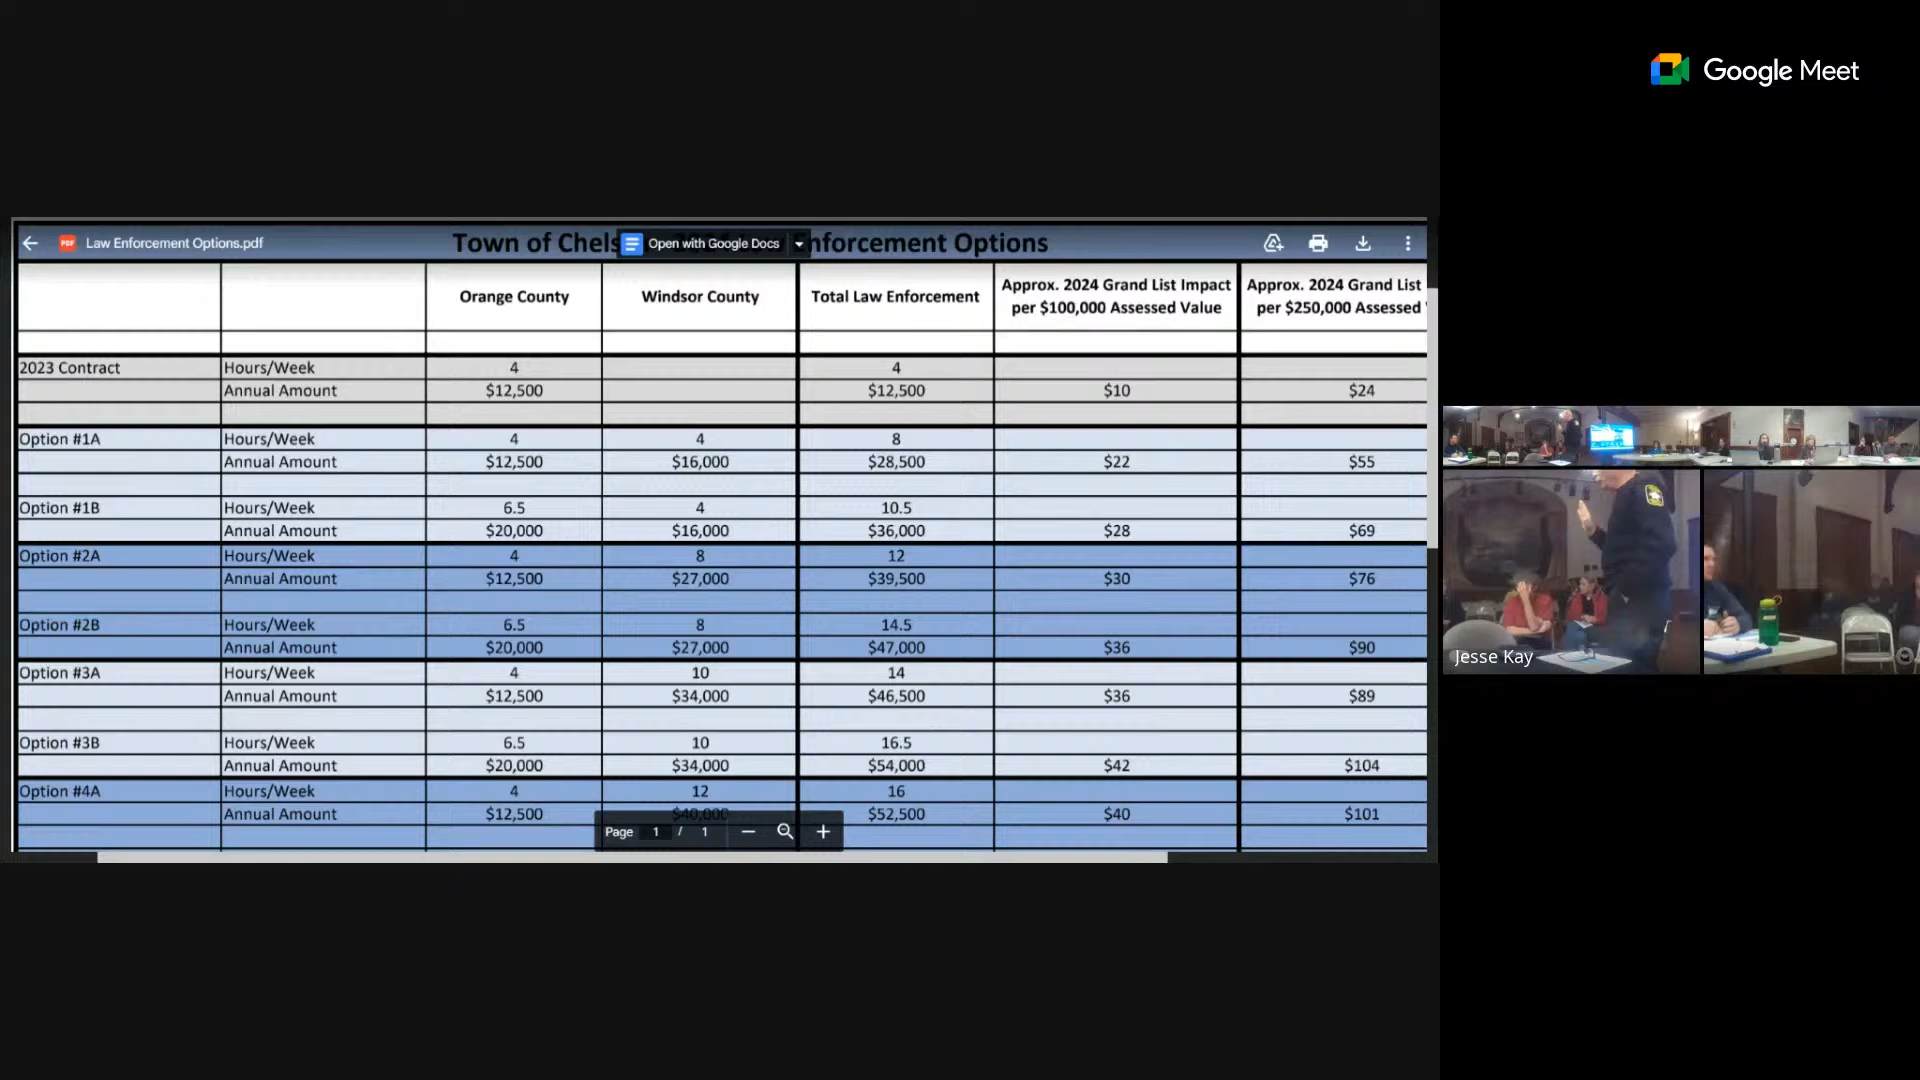 Google Meet
Law Enforcement Options.pdf
Town of Chels
Open with Google Docs
nforcement Options
Orange County Windsor County Total Law Enforcement Approx. 2024 Grand List Impact per $100,000 Assessed Value Approx. 2024 Grand List per $250,000 Assessed
2023 Contract Hours/Week 4 4
Annual Amount $12,500 $12,500 $10 $24
Option #1A Hours/Week 4 4 8
Annual Amount $12,500 $16,000 $28,500 $22 $55
Option #1B Hours/Week 6.5 4 10.5
Annual Amount $20,000 $16,000 $36,000 $28 $69
Option #2A Hours/Week 4 8 12
Annual Amount $12,500 $27,000 $39,500 $30 $76
Option #2B Hours/Week 6.5 8 14.5
Annual Amount $20,000 $27,000 $47,000 $36 $90
Option #3A Hours/Week 4 10 14
Annual Amount $12,500 $34,000 $46,500 $36 $89
Option #3B Hours/Week 6.5 10 16.5
Annual Amount $20,000 $34,000 $54,000 $42 $104
Option #4A Hours/Week 4 12 16
Annual Amount $12,500 $40,000 $52,500 $40 $101
Page 1 / 1
Jesse Kay